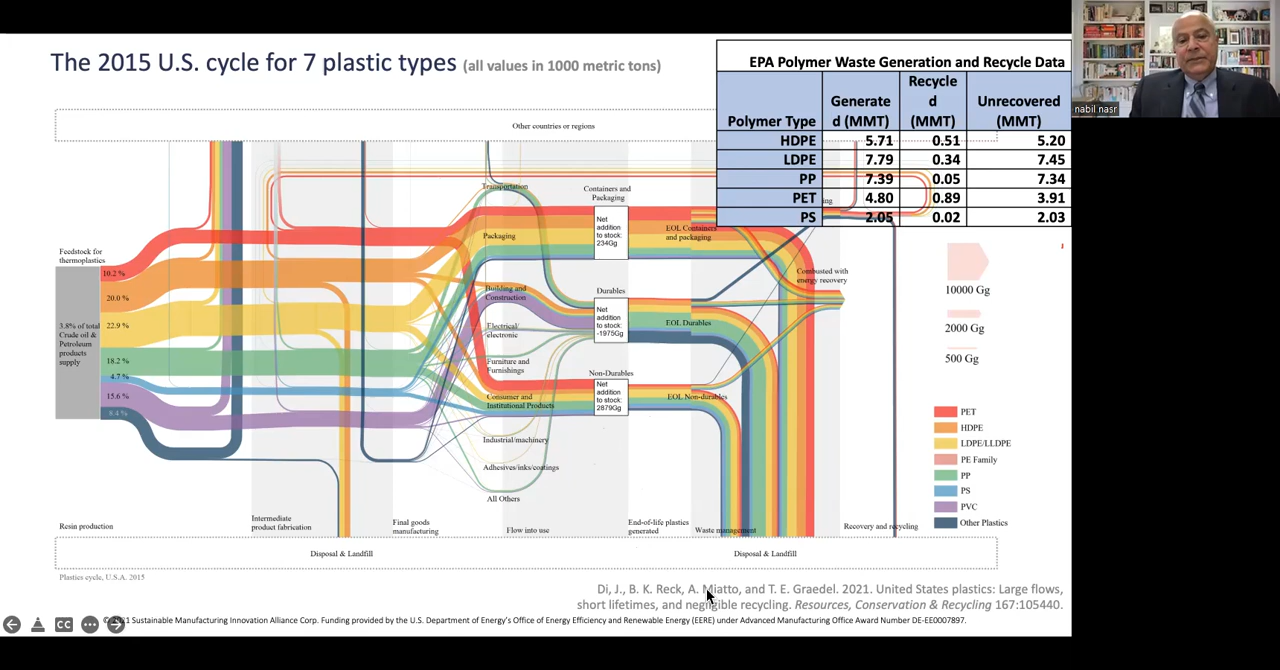 The 2015 U.S. cycle for 7 plastic types (all values in 1000 metric tons)
EPA Polymer Waste Generation and Recycle Data
Polymer Type
Generate
d (MMT)
Recycle
d
(MMT)
Unrecovered
(MMT)
HDPE 5.71 0.51 5.20
LDPE 7.79 0.34 7.45
PP 7.39 0.05 7.34
PET 4.80 0.89 3.91
PS 2.05 0.02 2.03
nabil nasr
Other countries or regions
Transportation
Containers and
Packaging
Net
addition
to stock:
234Gg
Packaging
EOL Containers
and packaging
Feedstock for
thermoplastics
10.2 %
20.0 %
22.9 %
18.2 %
4.7 %
15.6 %
8.4 %
3.8% of total
Crude oil &
Petroleum
products
supply
Building and
Construction
Durables
Net
addition
to stock:
-1975Gg
EOL Durables
Combusted with
energy recovery
Electrical/
electronic
Furniture and
Furnishings
Non-Durables
Net
addition
to stock:
2879Gg
EOL Non-durables
Consumer and
Institutional Products
Industrial/machinery
Adhesives/inks/coatings
All Others
10000 Gg
2000 Gg
500 Gg
PET
HDPE
LDPE/LLDPE
PE Family
PP
PS
PVC
Other Plastics
Resin production
Intermediate
product fabrication
Final goods
manufacturing
Flow into use
End-of-life plastics
generated
Waste management
Recovery and recycling
Disposal & Landfill
Disposal & Landfill
Plastics cycle, U.S.A. 2015
Di, J., B. K. Reck, A. Miatto, and T. E. Graedel. 2021. United States plastics: Large flows,
short lifetimes, and negligible recycling. Resources, Conservation & Recycling 167:105440.
CC
2021 Sustainable Manufacturing Innovation Alliance Corp. Funding provided by the U.S. Department of Energy's Office of Energy Efficiency and Renewable Energy (EERE) under Advanced Manufacturing Office Award Number DE-EE0007897.